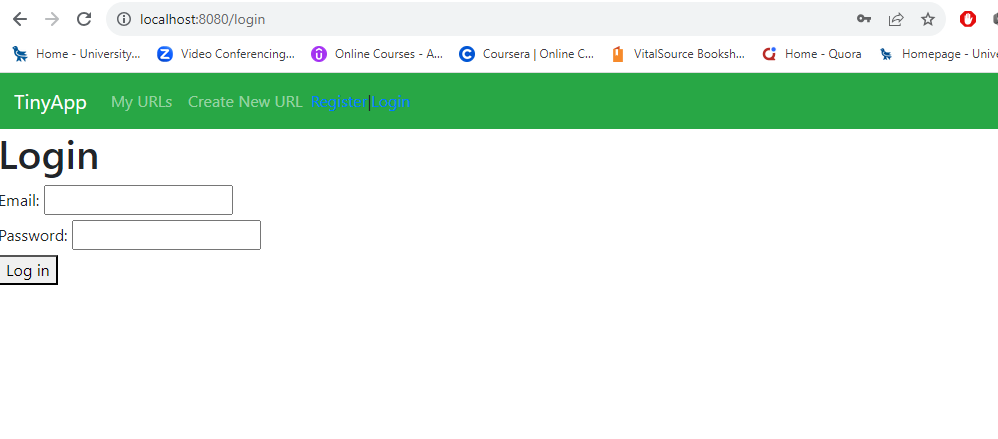 localhost:8080/login
Home - University... Video Conferencing... Online Courses - A... Coursera | Online C... VitalSource Booksh... Home - Quora Homepage - Unive
TinyApp My URLs Create New URL Register|Login
Login
Email:
Password:
Log in